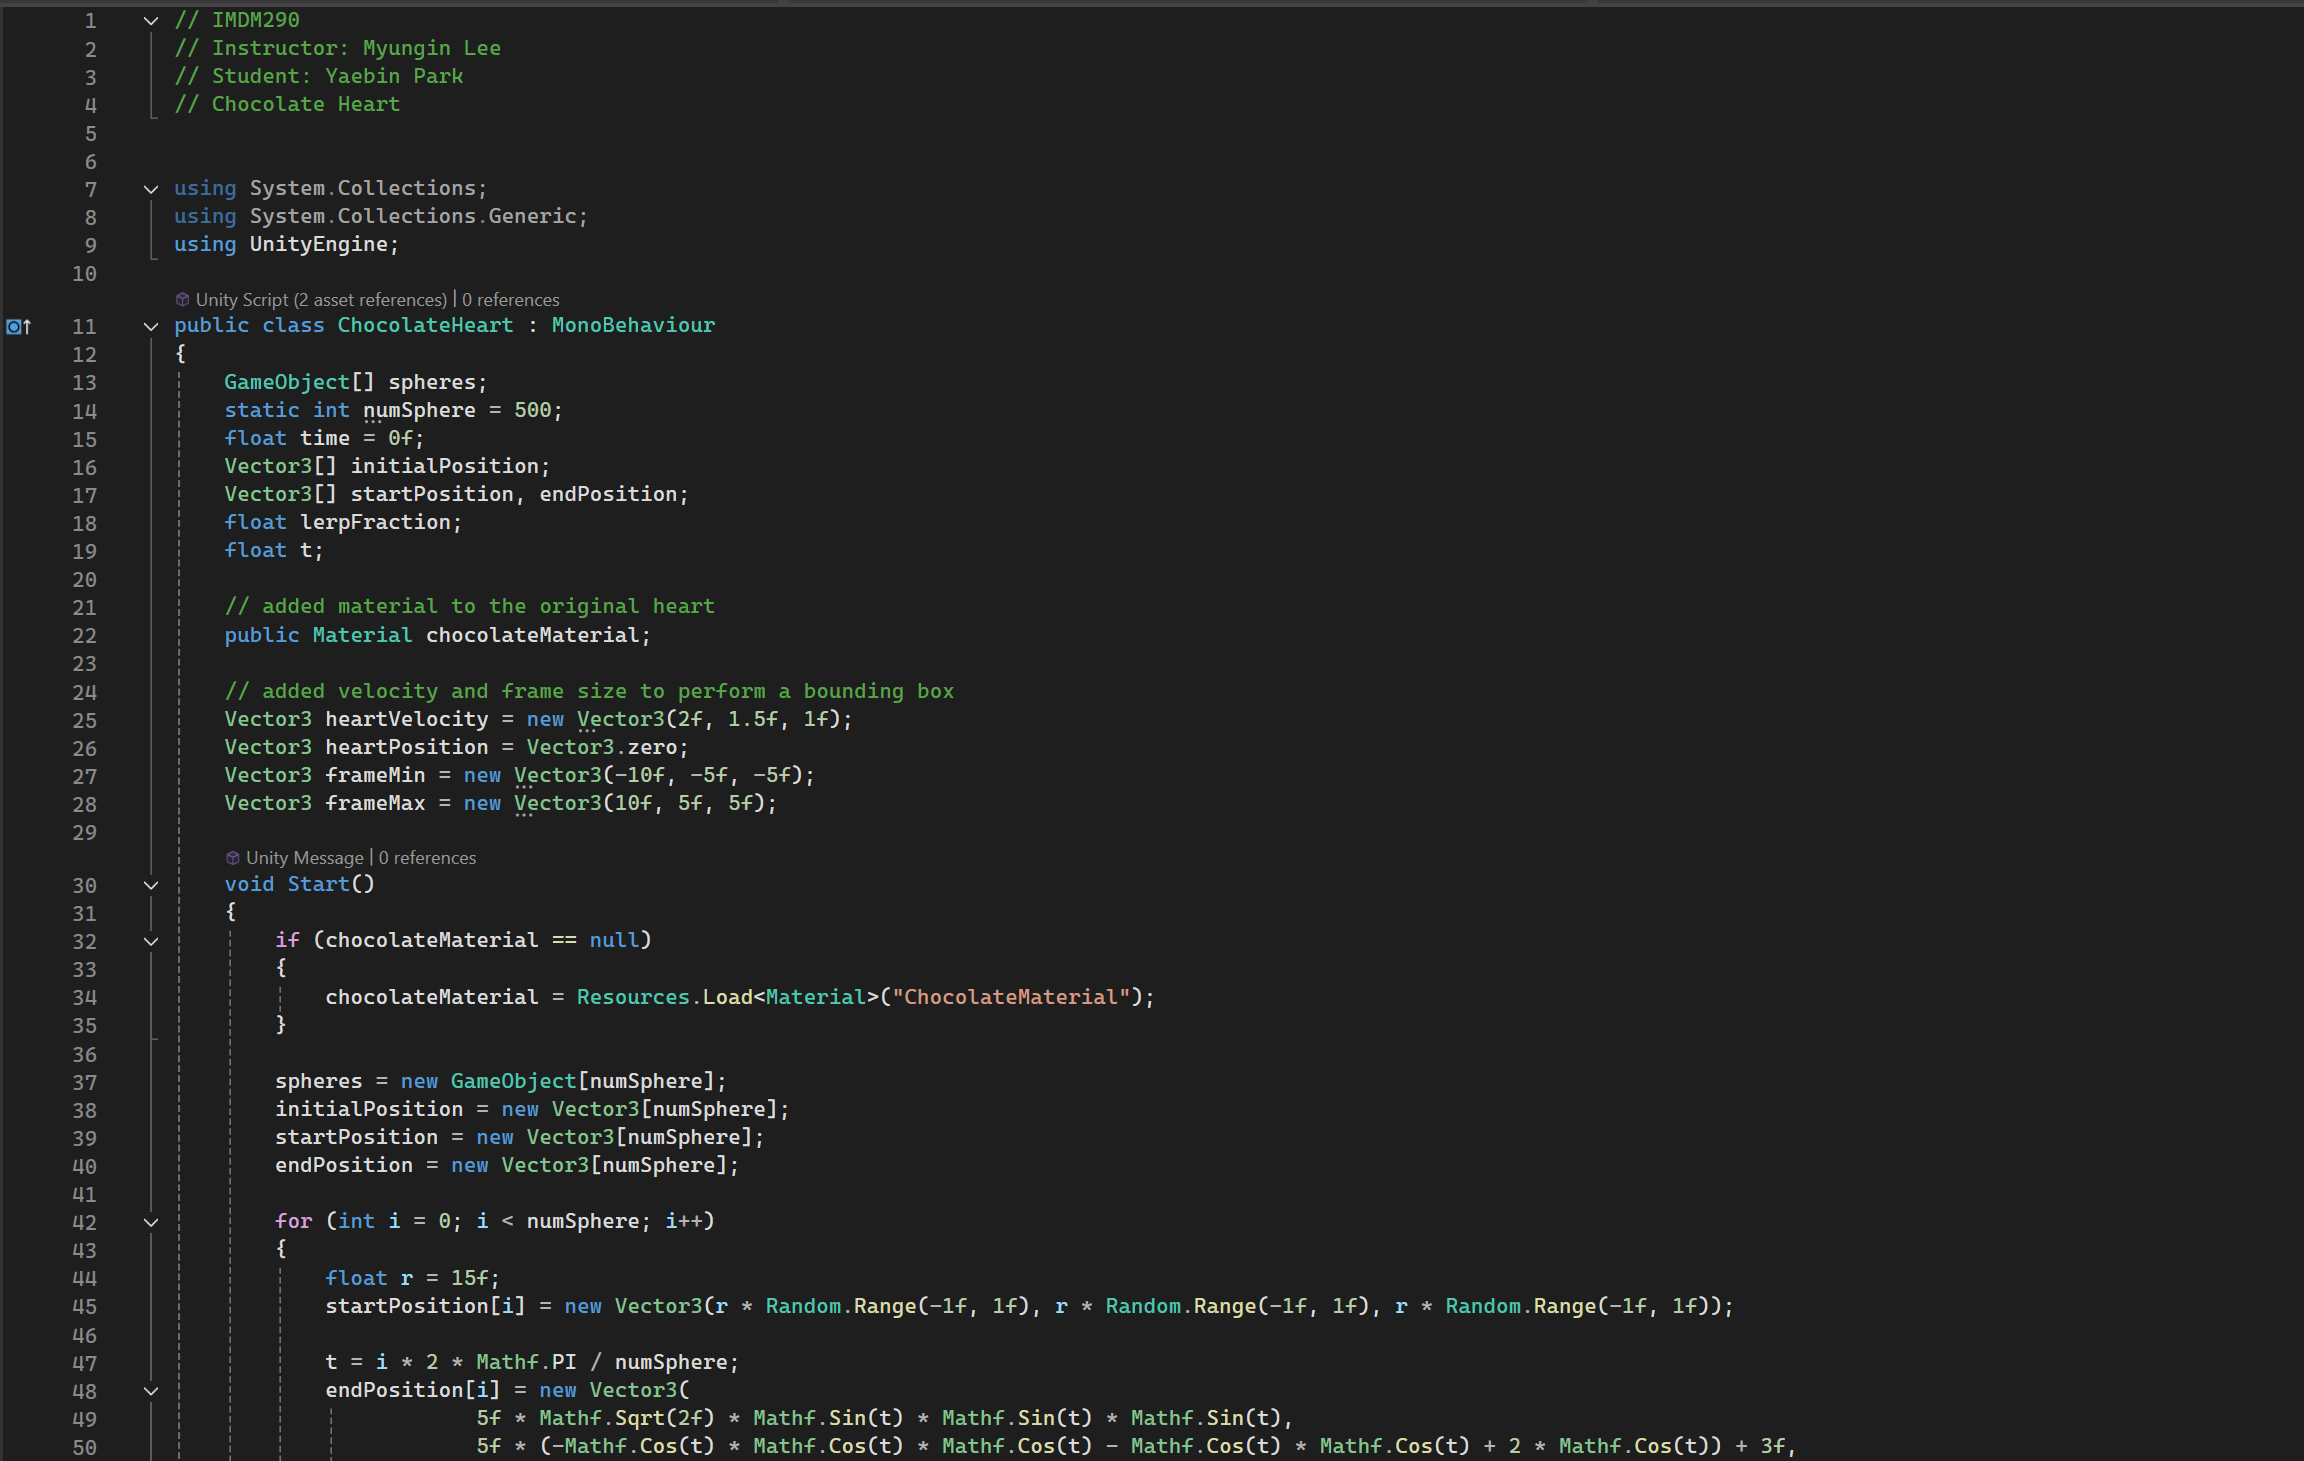 1 // IMDM290
2 // Instructor: Myungin Lee
3 // Student: Yaebin Park
4 // Chocolate Heart
5
6
7 using System.Collections;
8 using System.Collections.Generic;
9 using UnityEngine;
10
Unity Script (2 asset references) | 0 references
11 public class ChocolateHeart : MonoBehaviour
12 {
13 GameObject[] spheres;
14 static int numSphere = 500;
15 float time = 0f;
16 Vector3[] initialPosition;
17 Vector3[] startPosition, endPosition;
18 float lerpFraction;
19 float t;
20
21 // added material to the original heart
22 public Material chocolateMaterial;
23
24 // added velocity and frame size to perform a bounding box
25 Vector3 heartVelocity = new Vector3(2f, 1.5f, 1f);
26 Vector3 heartPosition = Vector3.zero;
27 Vector3 frameMin = new Vector3(-10f, -5f, -5f);
28 Vector3 frameMax = new Vector3(10f, 5f, 5f);
29
Unity Message | 0 references
30 void Start()
31 {
32 if (chocolateMaterial == null)
33 {
34 chocolateMaterial = Resources.Load<Material>("ChocolateMaterial");
35 }
36
37 spheres = new GameObject[numSphere];
38 initialPosition = new Vector3[numSphere];
39 startPosition = new Vector3[numSphere];
40 endPosition = new Vector3[numSphere];
41
42 for (int i = 0; i < numSphere; i++)
43 {
44 float r = 15f;
45 startPosition[i] = new Vector3(r * Random.Range(-1f, 1f), r * Random.Range(-1f, 1f), r * Random.Range(-1f, 1f));
46
47 t = i * 2 * Mathf.PI / numSphere;
48 endPosition[i] = new Vector3(
49 5f * Mathf.Sqrt(2f) * Mathf.Sin(t) * Mathf.Sin(t) * Mathf.Sin(t),
50 5f * (-Mathf.Cos(t) * Mathf.Cos(t) * Mathf.Cos(t) - Mathf.Cos(t) * Mathf.Cos(t) + 2 * Mathf.Cos(t)) + 3f,